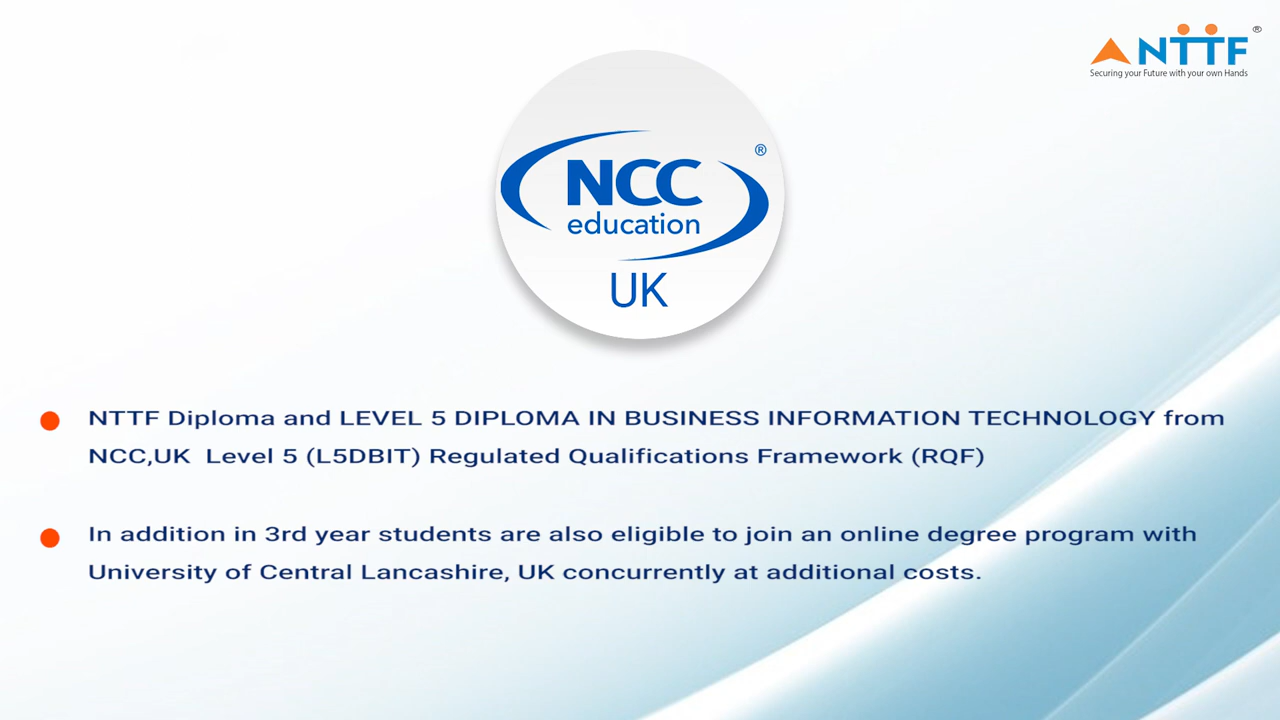 NTTF®
Securing your Future with your own Hands
NCC®
education
UK
NTTF Diploma and LEVEL 5 DIPLOMA IN BUSINESS INFORMATION TECHNOLOGY from
NCC,UK  Level 5 (L5DBIT) Regulated Qualifications Framework (RQF)
In addition in 3rd year students are also eligible to join an online degree program with
University of Central Lancashire, UK concurrently at additional costs.